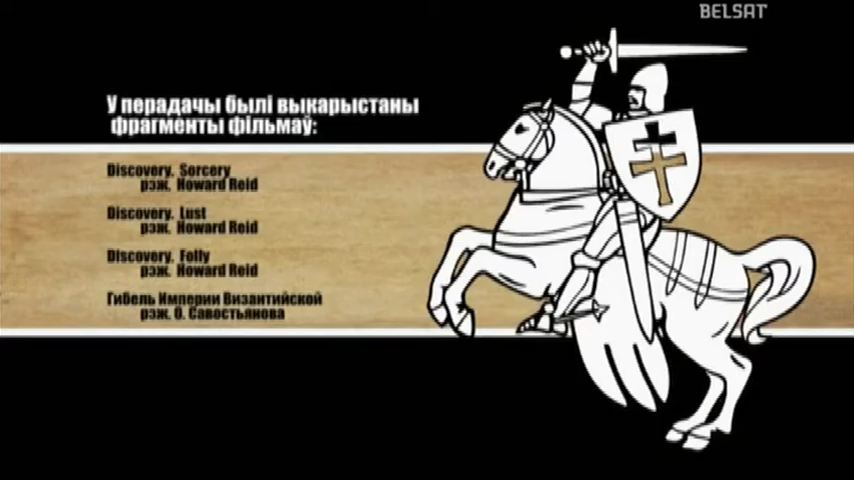 BELSAT
У перадачы былі выкарыстаны
фрагменты фільмаў:
Discovery. Sorcery
рэж. Howard Reid
Discovery. Lust
рэж. Howard Reid
Discovery. Folly
рэж. Howard Reid
Гибель Империи Византийской
рэж. О. Савостьянова